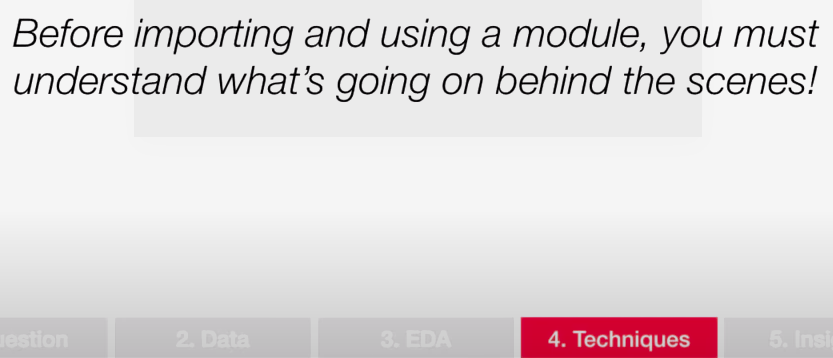 Before importing and using a module, you must
understand what's going on behind the scenes!
uestion 2. Data 3. EDA 4. Techniques 5. Insi